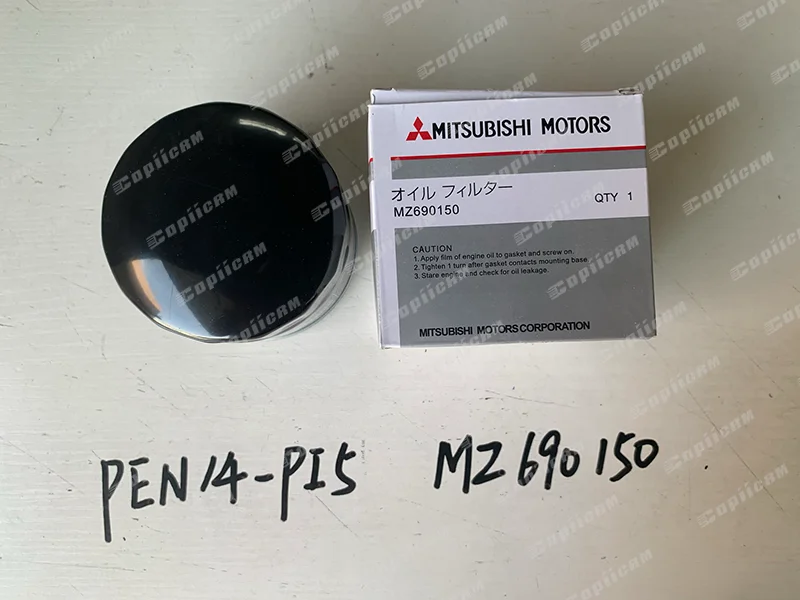 MITSUBISHI MOTORS
オイル フィルター
MZ690150
QTY 1
CAUTION
1. Apply film of engine oil to gasket and screw on.
2. Tighten 1 turn after gasket contacts mounting base.
3. Stare engine and check for oil leakage.
MITSUBISHI MOTORS CORPORATION
PEN14-PI5 MZ690150
CopiicAM